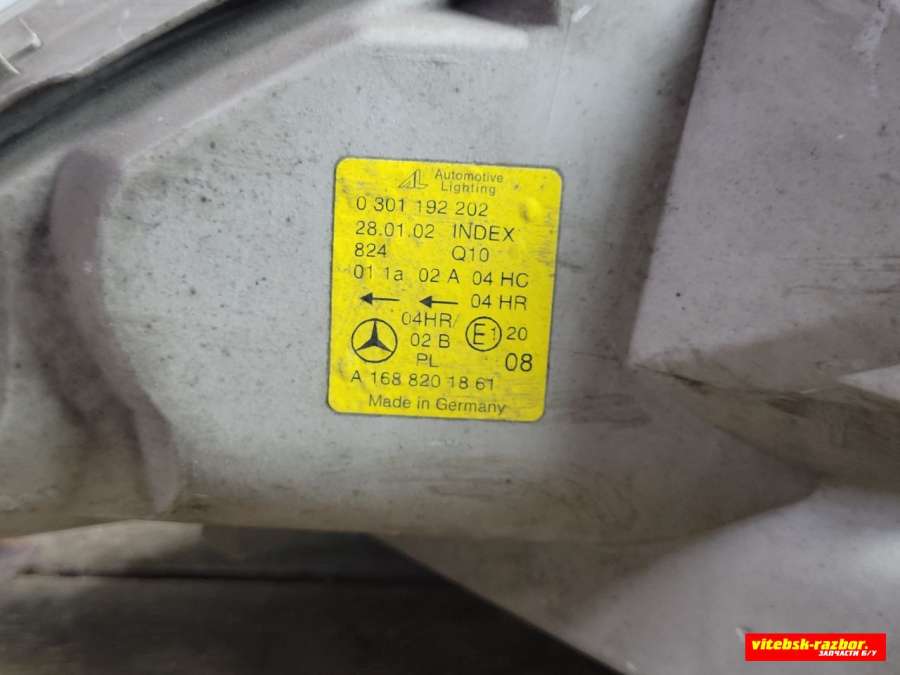 Automotive
Lighting
0 301 192 202
28.01.02 INDEX
824 Q10
01 1a 02 A 04 HC
04 HR
04HR/
02 B E1 20
PL 08
A 168 820 18 61
Made in Germany
vitebsk-razbor.
ЗАПЧАСТИ Б/У